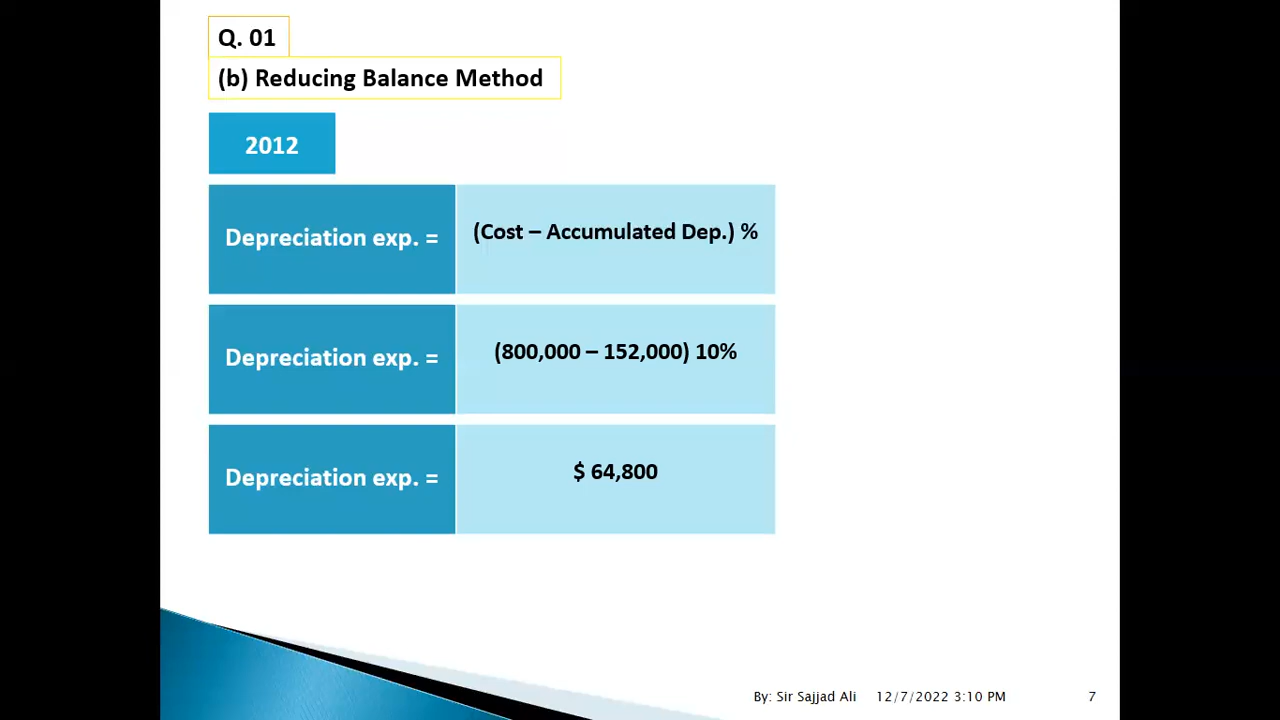 Q. 01
(b) Reducing Balance Method
2012
Depreciation exp. = (Cost – Accumulated Dep.) %
Depreciation exp. = (800,000 – 152,000) 10%
Depreciation exp. = $ 64,800
By: Sir Sajjad Ali 12/7/2022 3:10 PM 7